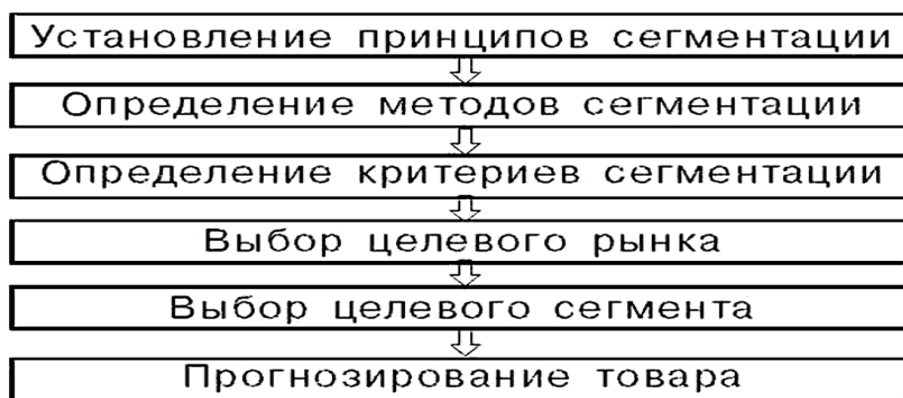 Установление принципов сегментации
Определение методов сегментации
Определение критериев сегментации
Выбор целевого рынка
Выбор целевого сегмента
Прогнозирование товара